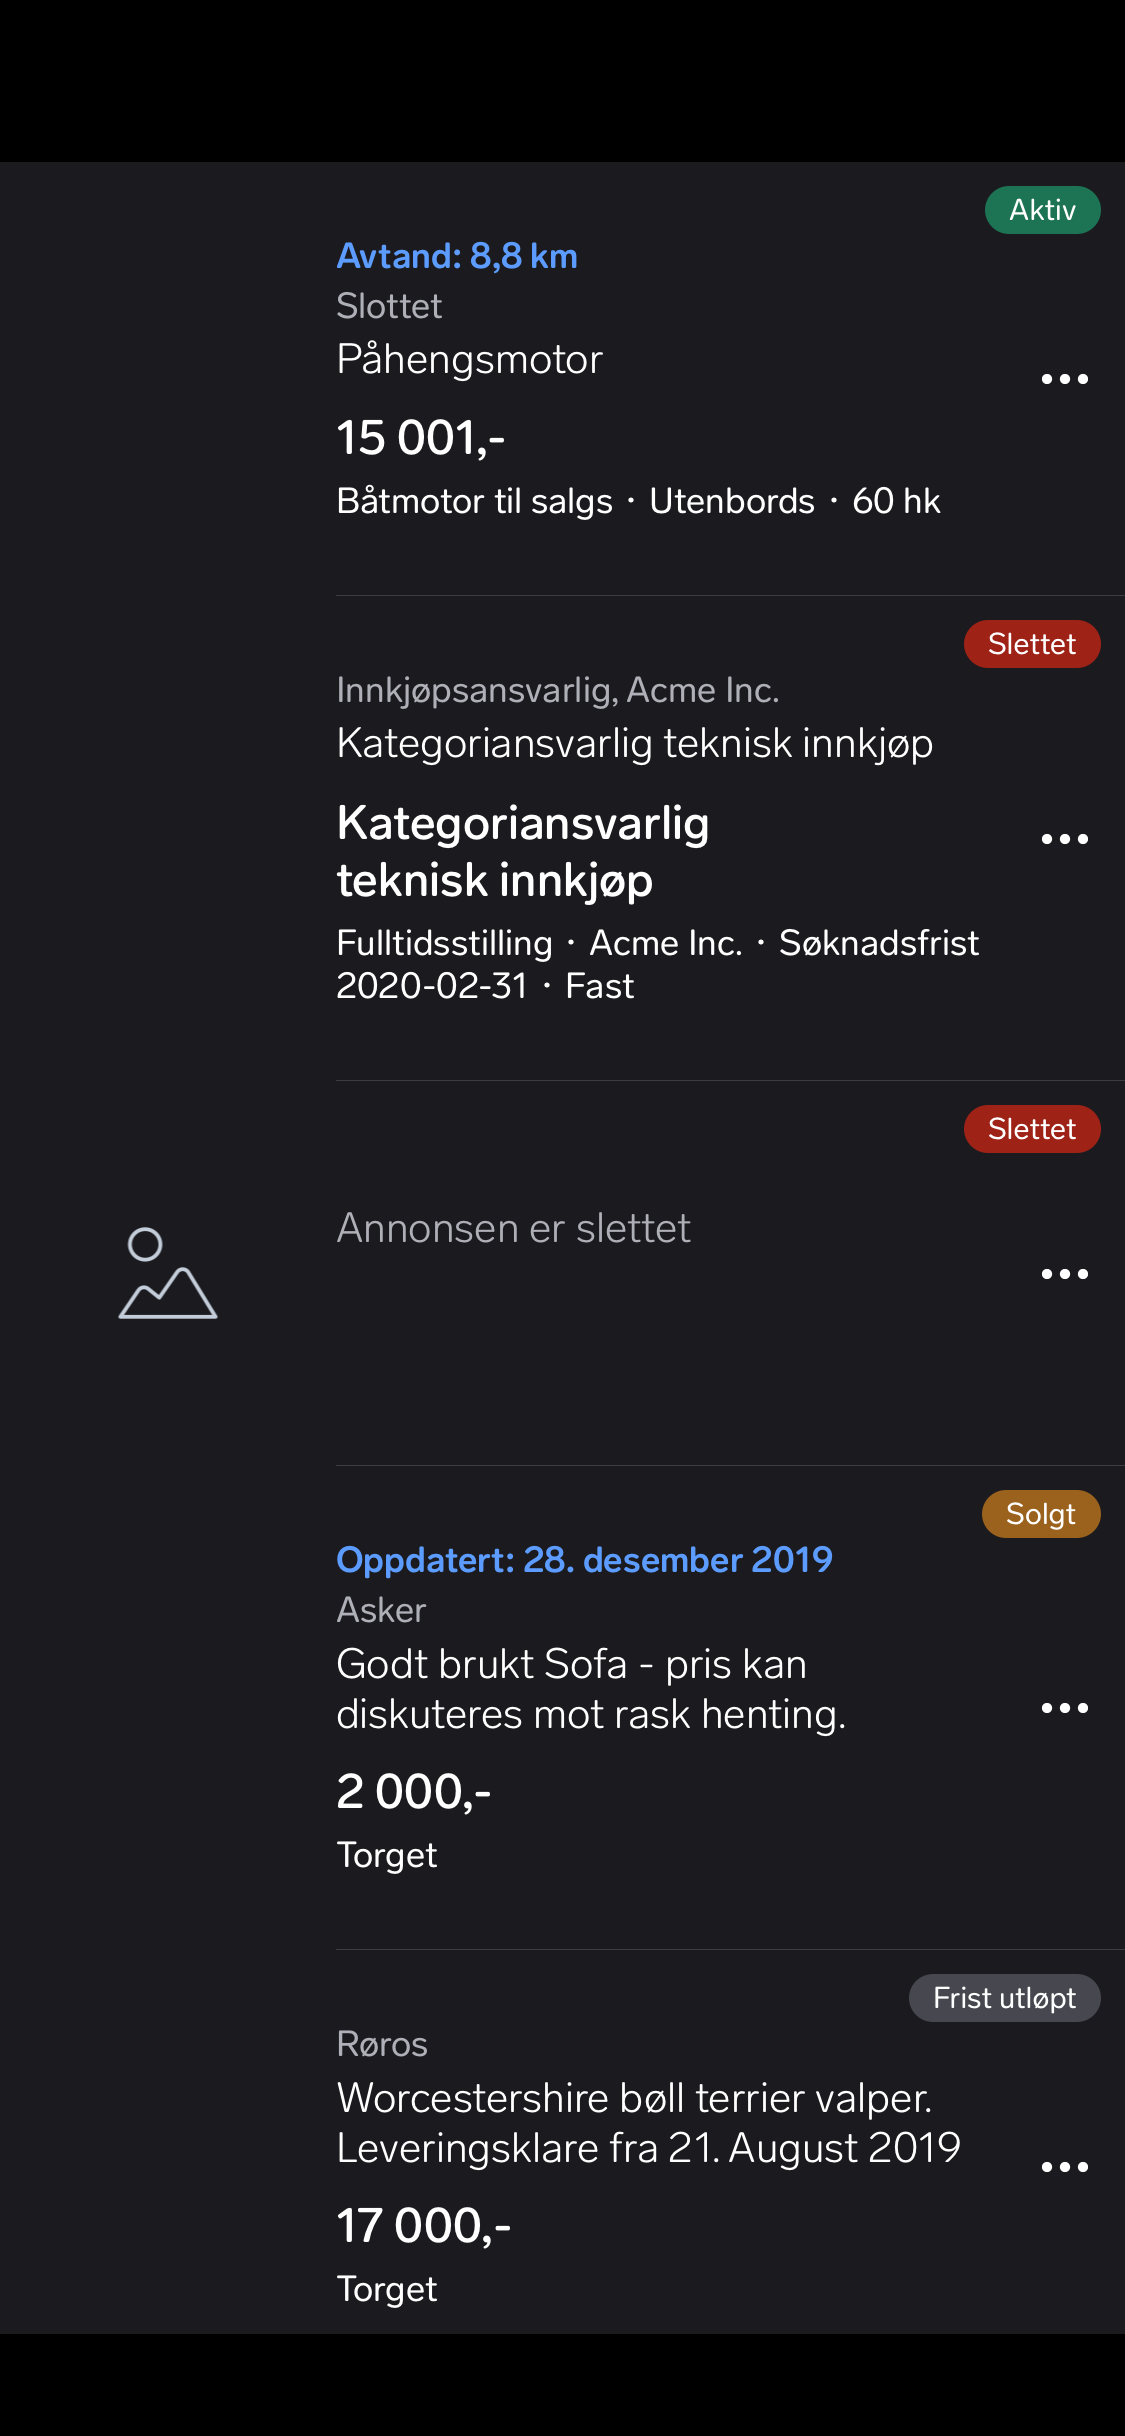 Aktiv
Avtand: 8,8 km
Slottet
Påhengsmotor
15 001,-
Båtmotor til salgs · Utenbords · 60 hk
Slettet
Innkjøpsansvarlig, Acme Inc.
Kategoriansvarlig teknisk innkjøp
Kategoriansvarlig
teknisk innkjøp
Fulltidsstilling · Acme Inc. · Søknadsfrist
2020-02-31 · Fast
Slettet
Annonsen er slettet
Solgt
Oppdatert: 28. desember 2019
Asker
Godt brukt Sofa - pris kan
diskuteres mot rask henting.
2 000,-
Torget
Frist utløpt
Røros
Worcestershire bøll terrier valper.
Leveringsklare fra 21. August 2019
17 000,-
Torget